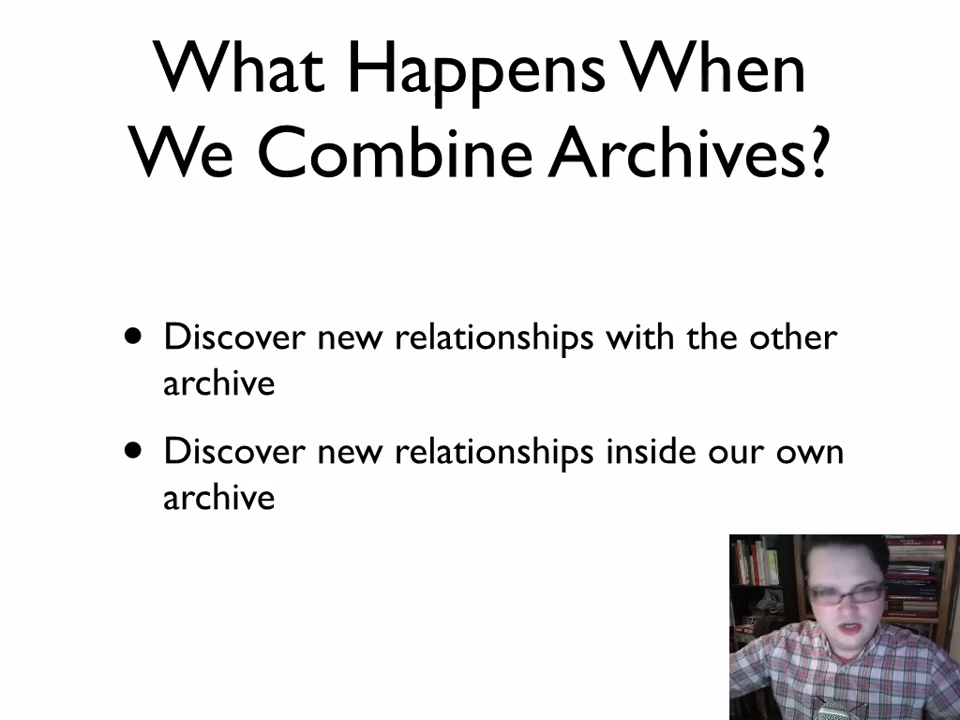 What Happens When
We Combine Archives?
• Discover new relationships with the other
archive
• Discover new relationships inside our own
archive